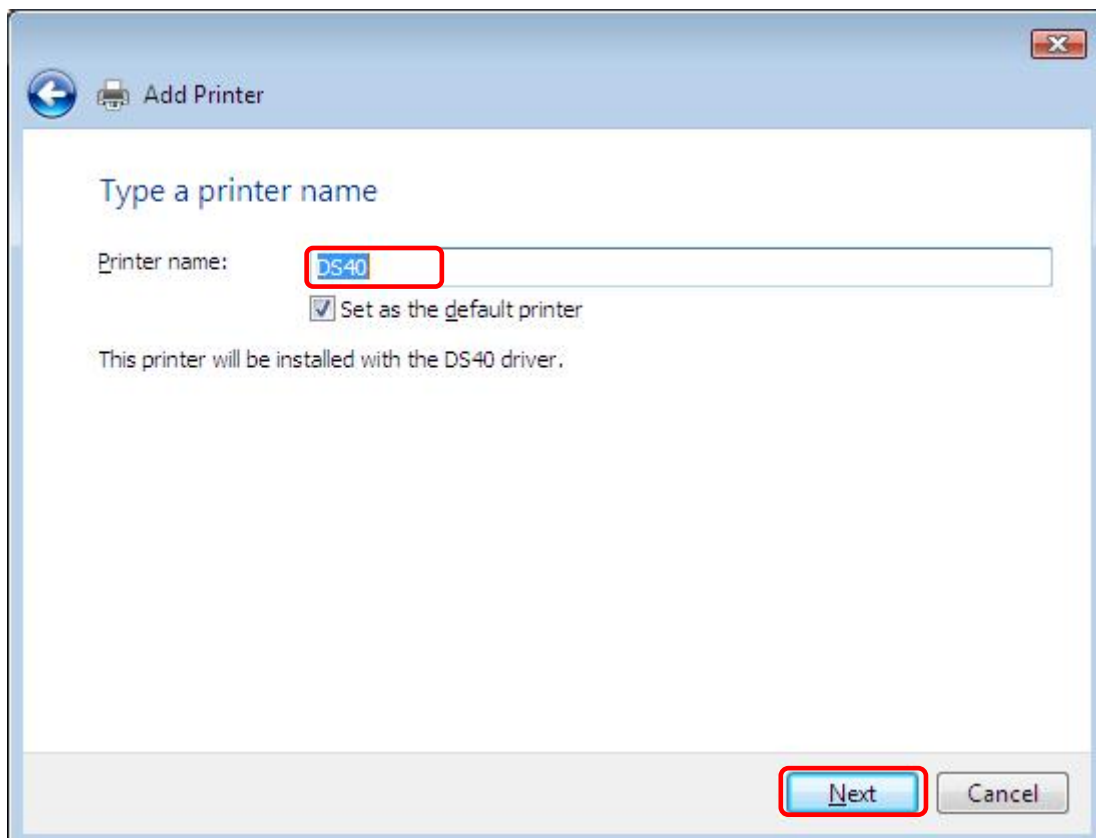 Add Printer
Type a printer name
Printer name: DS40
Set as the default printer
This printer will be installed with the DS40 driver.
Next Cancel